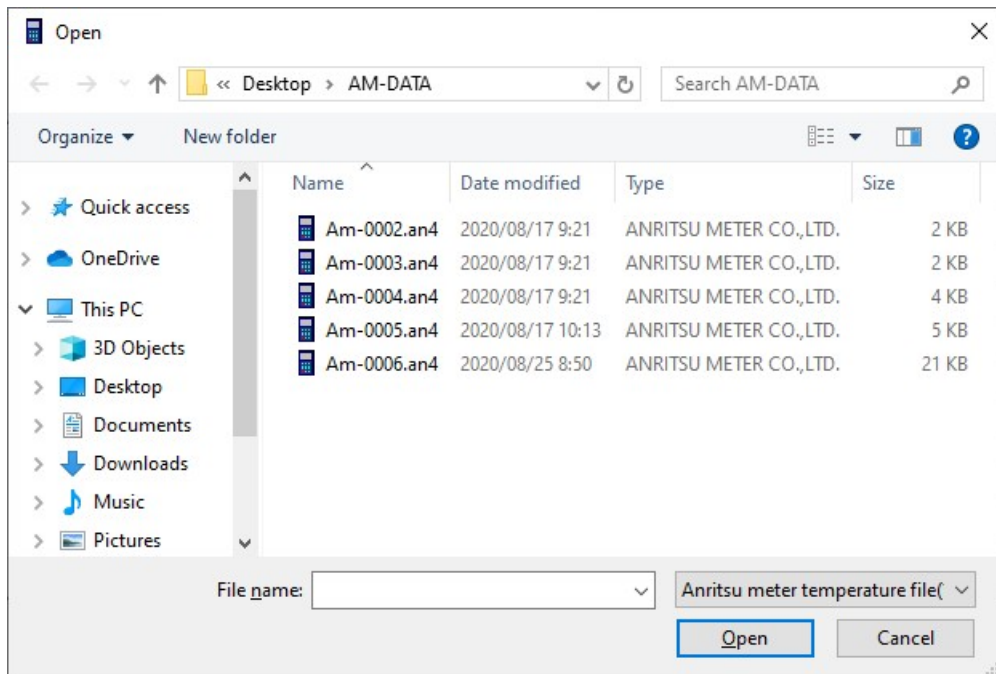 Open
« Desktop > AM-DATA
Search AM-DATA
Organize
New folder
Name Date modified Type Size
Quick access
OneDrive
This PC
3D Objects
Desktop
Documents
Downloads
Music
Pictures
Am-0002.an4 2020/08/17 9:21 ANRITSU METER CO.,LTD. 2 KB
Am-0003.an4 2020/08/17 9:21 ANRITSU METER CO.,LTD. 2 KB
Am-0004.an4 2020/08/17 9:21 ANRITSU METER CO.,LTD. 4 KB
Am-0005.an4 2020/08/17 10:13 ANRITSU METER CO.,LTD. 5 KB
Am-0006.an4 2020/08/25 8:50 ANRITSU METER CO.,LTD. 21 KB
File name:
Anritsu meter temperature file(
Open
Cancel